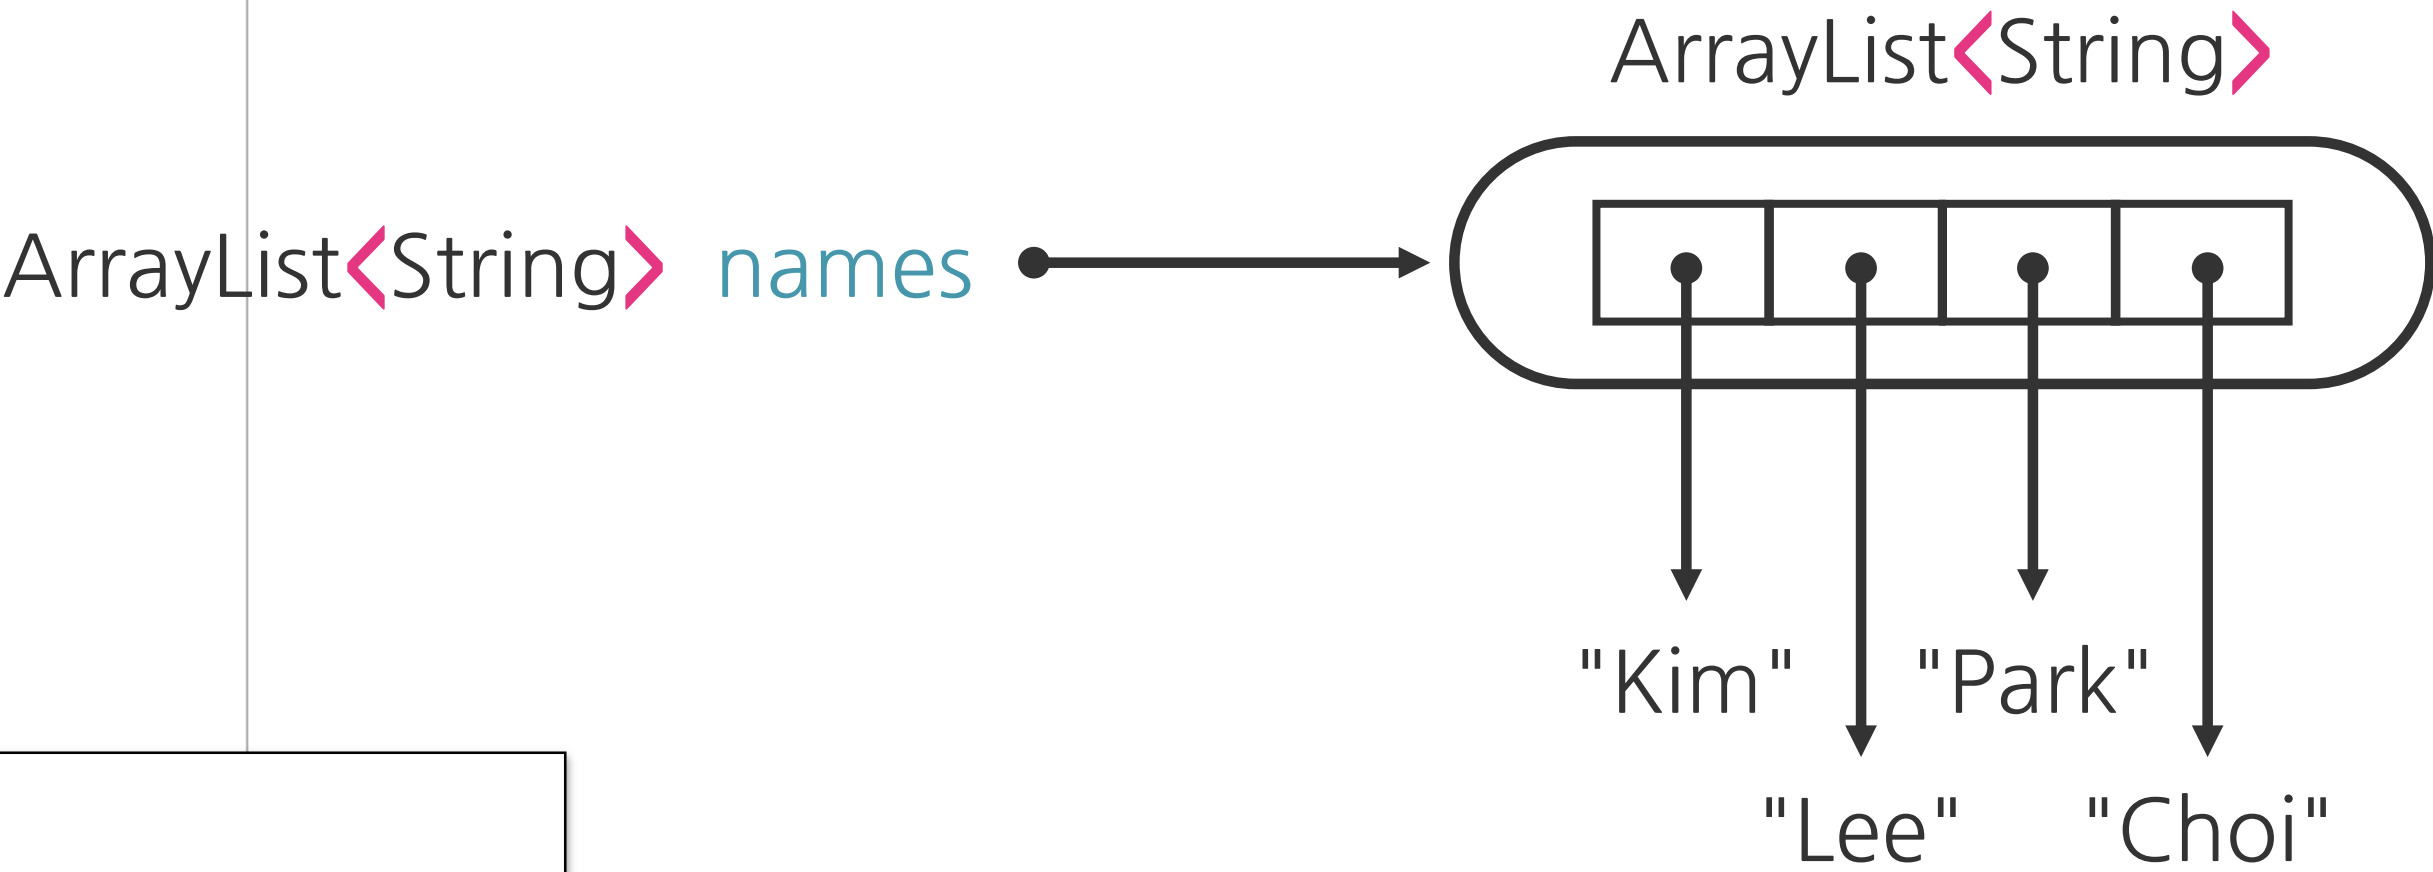 ArrayList<String>
ArrayList<String> names
"Kim" "Park"
"Lee" "Choi"